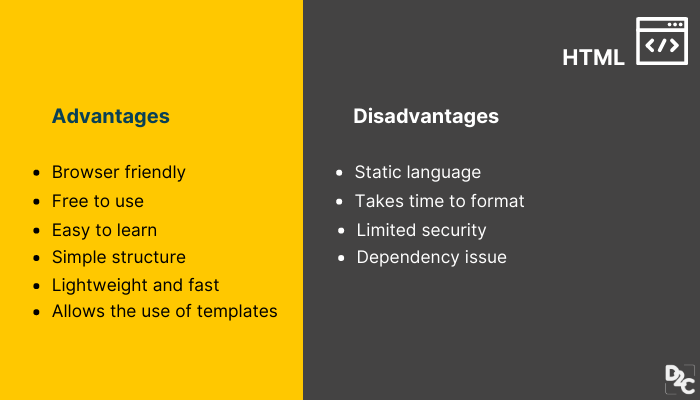 HTML
</>
Advantages
• Browser friendly
• Free to use
• Easy to learn
• Simple structure
• Lightweight and fast
• Allows the use of templates
Disadvantages
• Static language
• Takes time to format
• Limited security
• Dependency issue
D2C